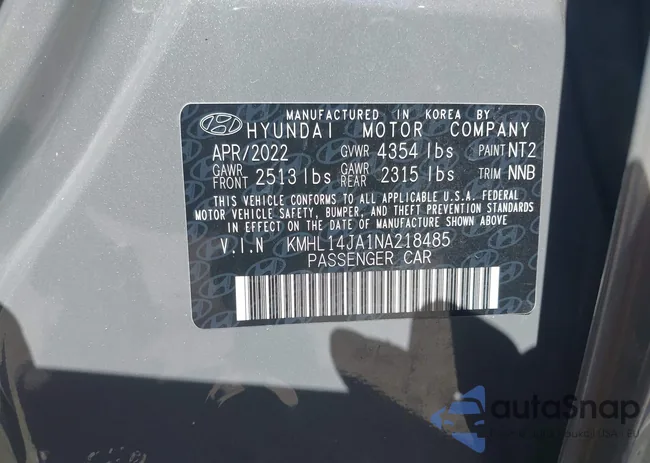 MANUFACTURED IN KOREA BY
HYUNDAI MOTOR COMPANY
APR/2022 GVWR 4354 lbs PAINT NT2
GAWR FRONT 2513 lbs GAWR REAR 2315 lbs TRIM NNB
THIS VEHICLE CONFORMS TO ALL APPLICABLE U.S.A. FEDERAL
MOTOR VEHICLE SAFETY, BUMPER, AND THEFT PREVENTION STANDARDS
IN EFFECT ON THE DATE OF MANUFACTURE SHOWN ABOVE
V.I.N KMHL14JA1NA218485
PASSENGER CAR
autoSnap